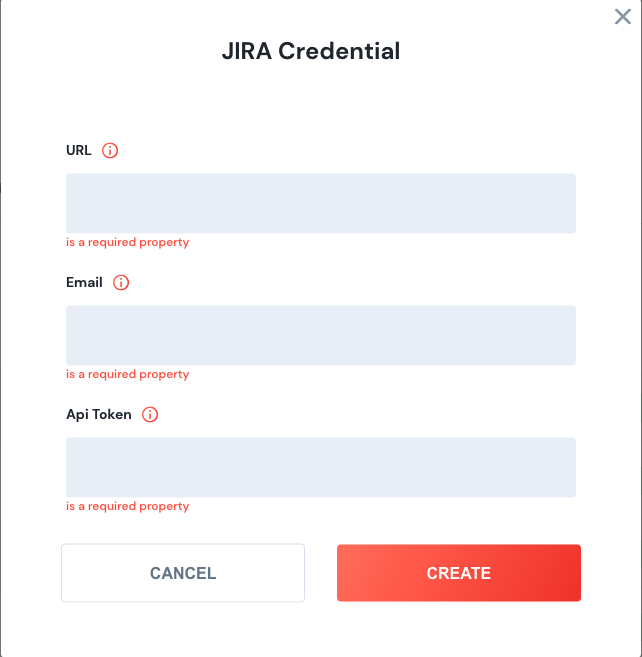 JIRA Credential
URL
is a required property
Email
is a required property
Api Token
is a required property
CANCEL
CREATE